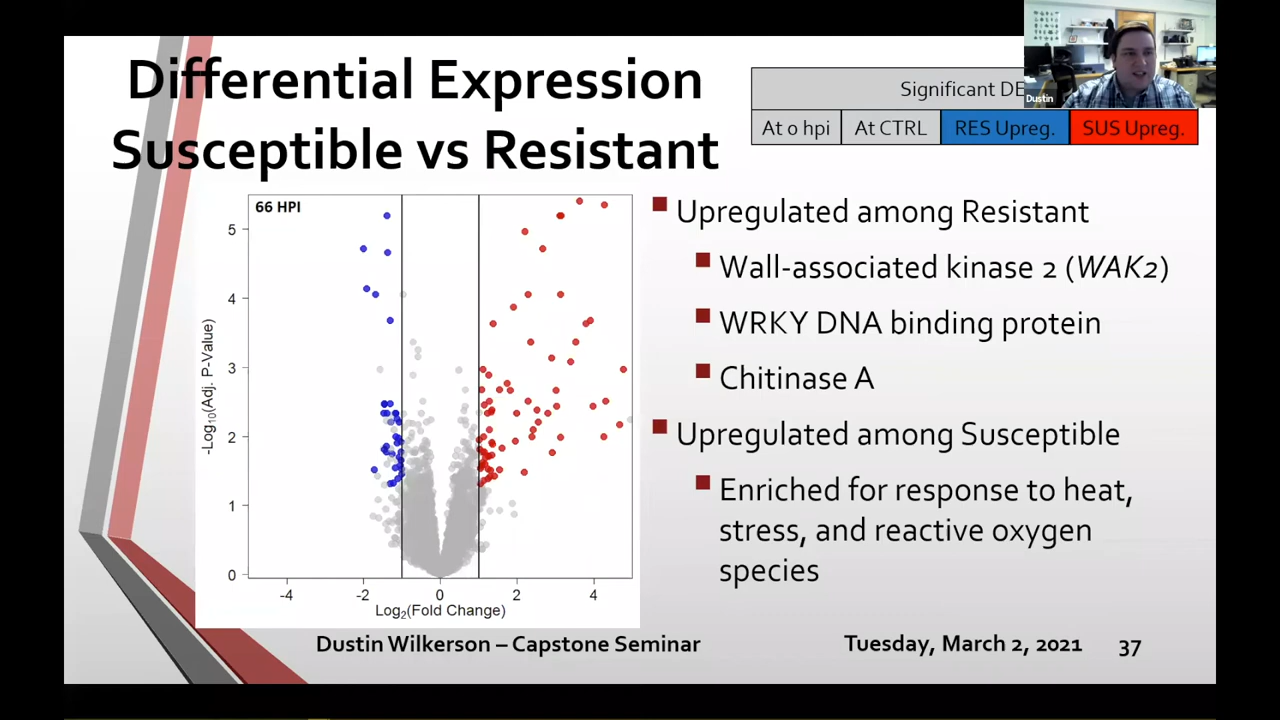 Differential Expression
Susceptible vs Resistant
Significant DE
Dustin
At 0 hpi
At CTRL
RES Upreg.
SUS Upreg.
66 HPI
-Log10(Adj. P-Value)
5
4
3
2
1
0
-4
-2
0
2
4
Log2(Fold Change)
Upregulated among Resistant
Wall-associated kinase 2 (WAK2)
WRKY DNA binding protein
Chitinase A
Upregulated among Susceptible
Enriched for response to heat,
stress, and reactive oxygen
species
Dustin Wilkerson – Capstone Seminar
Tuesday, March 2, 2021
37